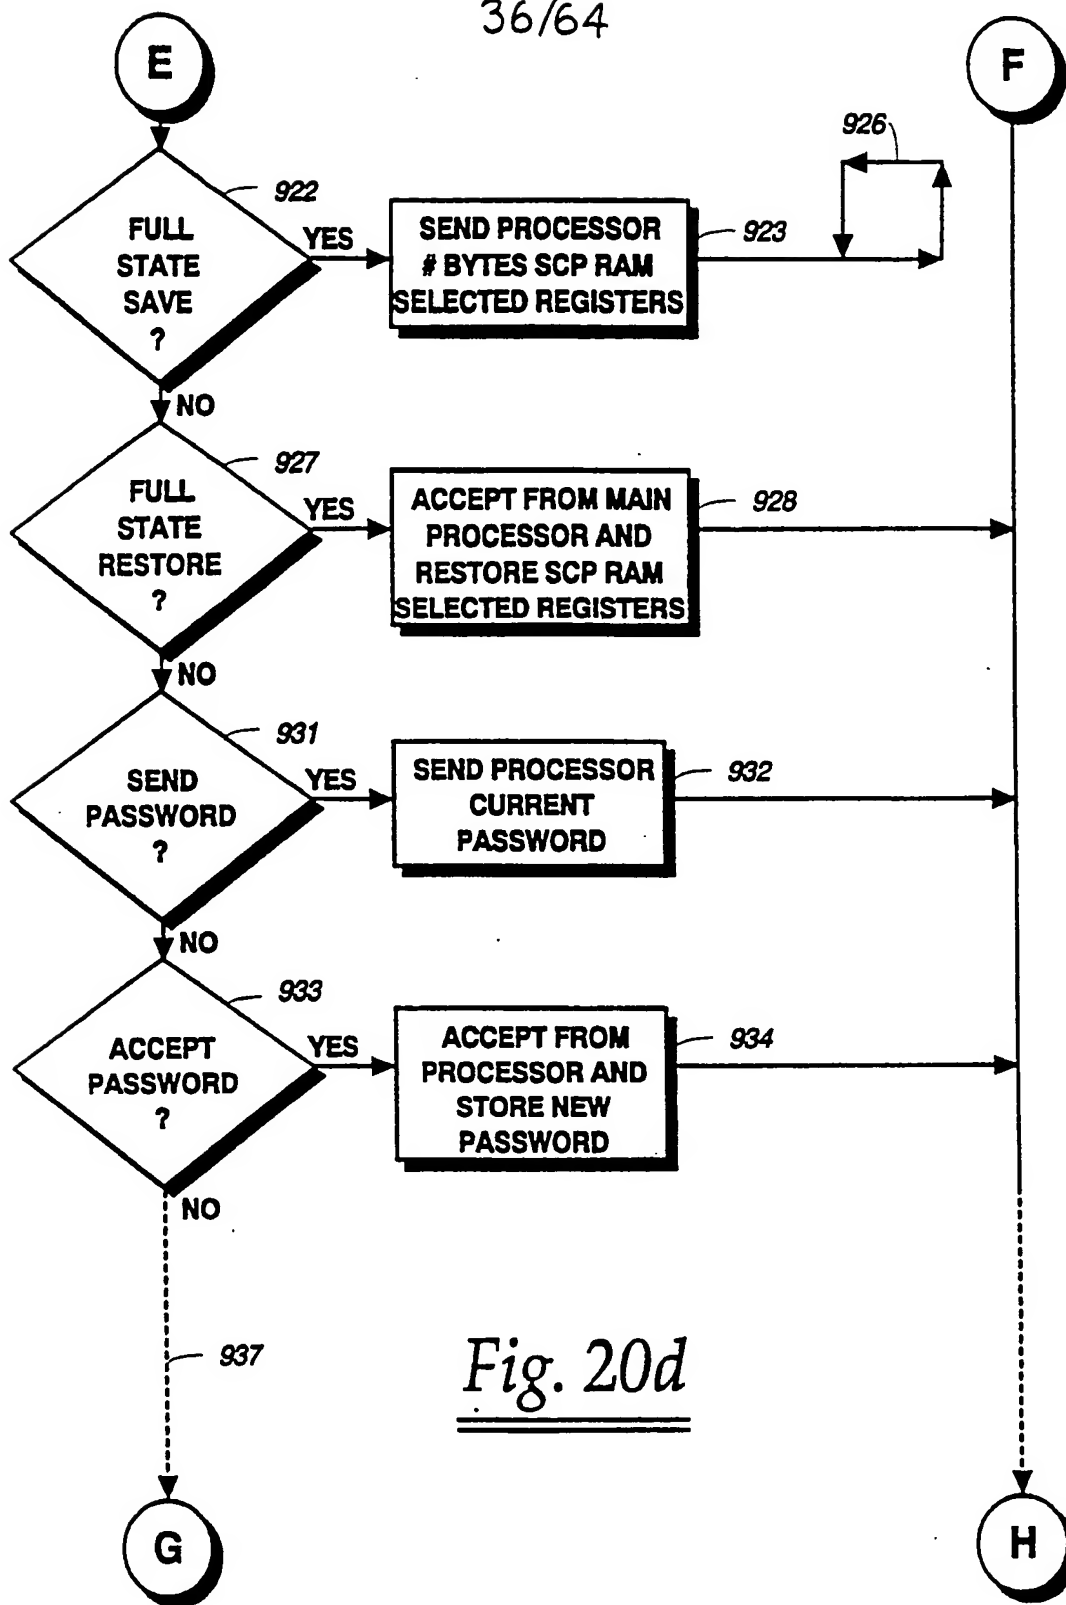 36/64
E
F
926
922
FULL
STATE
SAVE
?
YES
SEND PROCESSOR
# BYTES SCP RAM
SELECTED REGISTERS
923
NO
927
FULL
STATE
RESTORE
?
YES
ACCEPT FROM MAIN
PROCESSOR AND
RESTORE SCP RAM
SELECTED REGISTERS
928
NO
931
SEND
PASSWORD
?
YES
SEND PROCESSOR
CURRENT
PASSWORD
932
NO
933
ACCEPT
PASSWORD
?
YES
ACCEPT FROM
PROCESSOR AND
STORE NEW
PASSWORD
934
NO
937
Fig. 20d
G
H